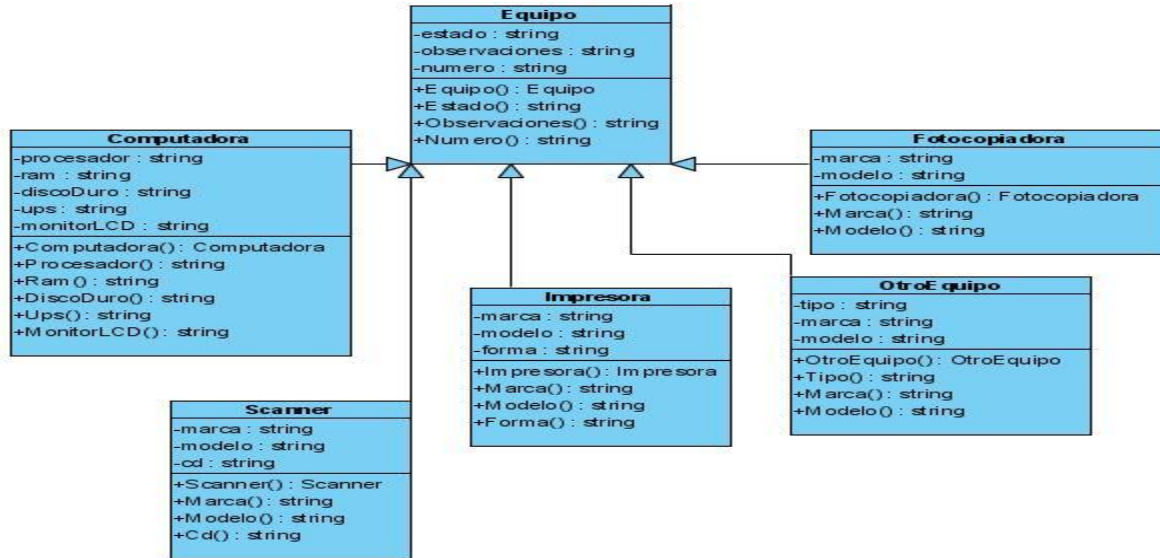 Equipo
-estado : string
-observaciones : string
-numero : string
+Equipo() : Equipo
+Estado() : string
+Observaciones() : string
+Numero() : string
Computadora
-procesador : string
-ram : string
-discoDuro : string
-ups : string
-monitorLCD : string
+Computadora() : Computadora
+Procesador() : string
+Ram() : string
+DiscoDuro() : string
+Ups() : string
+MonitorLCD() : string
Fotocopiadora
-marca : string
-modelo : string
+Fotocopiadora() : Fotocopiadora
+Marca() : string
+Modelo() : string
Impresora
-marca : string
-modelo : string
-forma : string
+Impresora() : Impresora
+Marca() : string
+Modelo() : string
+Forma() : string
OtroEquipo
-tipo : string
-marca : string
-modelo : string
+OtroEquipo() : OtroEquipo
+Tipo() : string
+Marca() : string
+Modelo() : string
Scanner
-marca : string
-modelo : string
-cd : string
+Scanner() : Scanner
+Marca() : string
+Modelo() : string
+Cd() : string